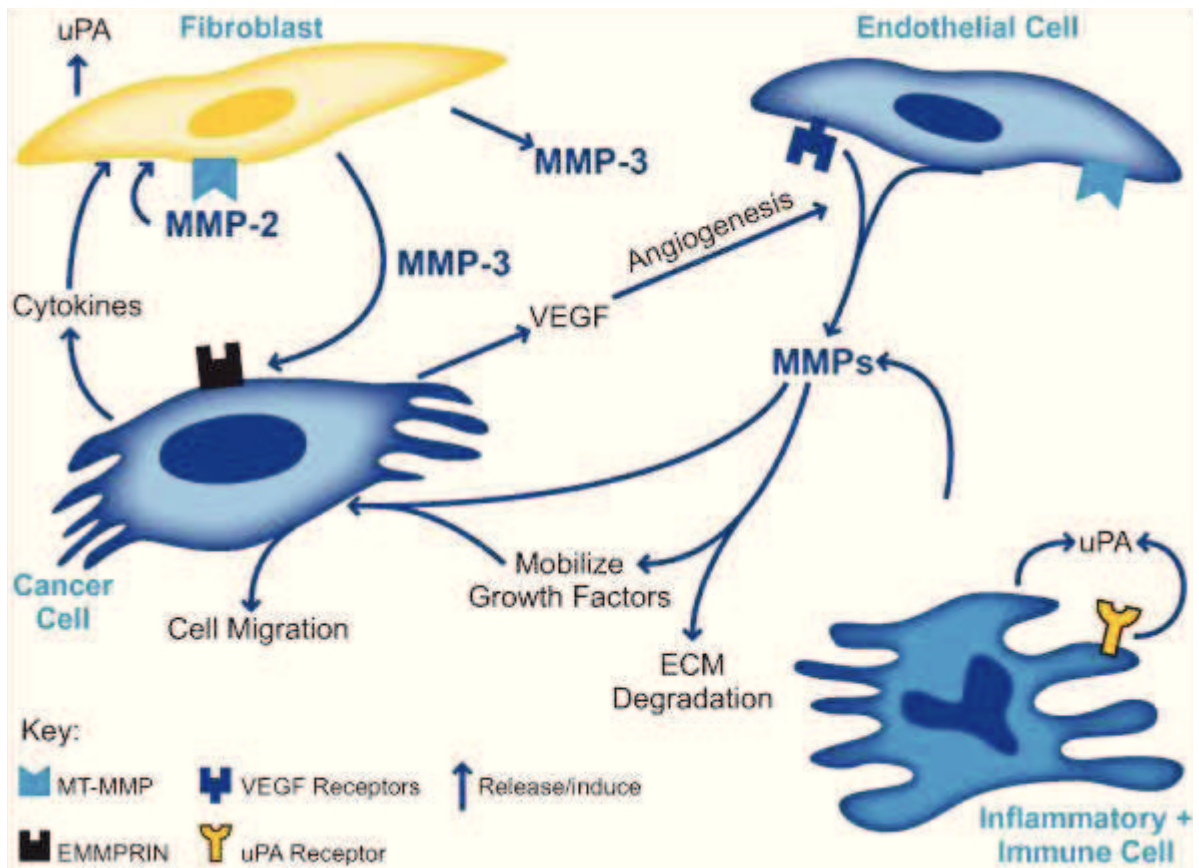 uPA
Fibroblast
Endothelial Cell
MMP-3
MMP-2
MMP-3
Angiogenesis
Cytokines
VEGF
MMPs
uPA
Mobilize
Growth Factors
Cancer
Cell
Cell Migration
ECM
Degradation
Key:
MT-MMP
VEGF Receptors
Release/induce
EMMPRIN
uPA Receptor
Inflammatory +
Immune Cell